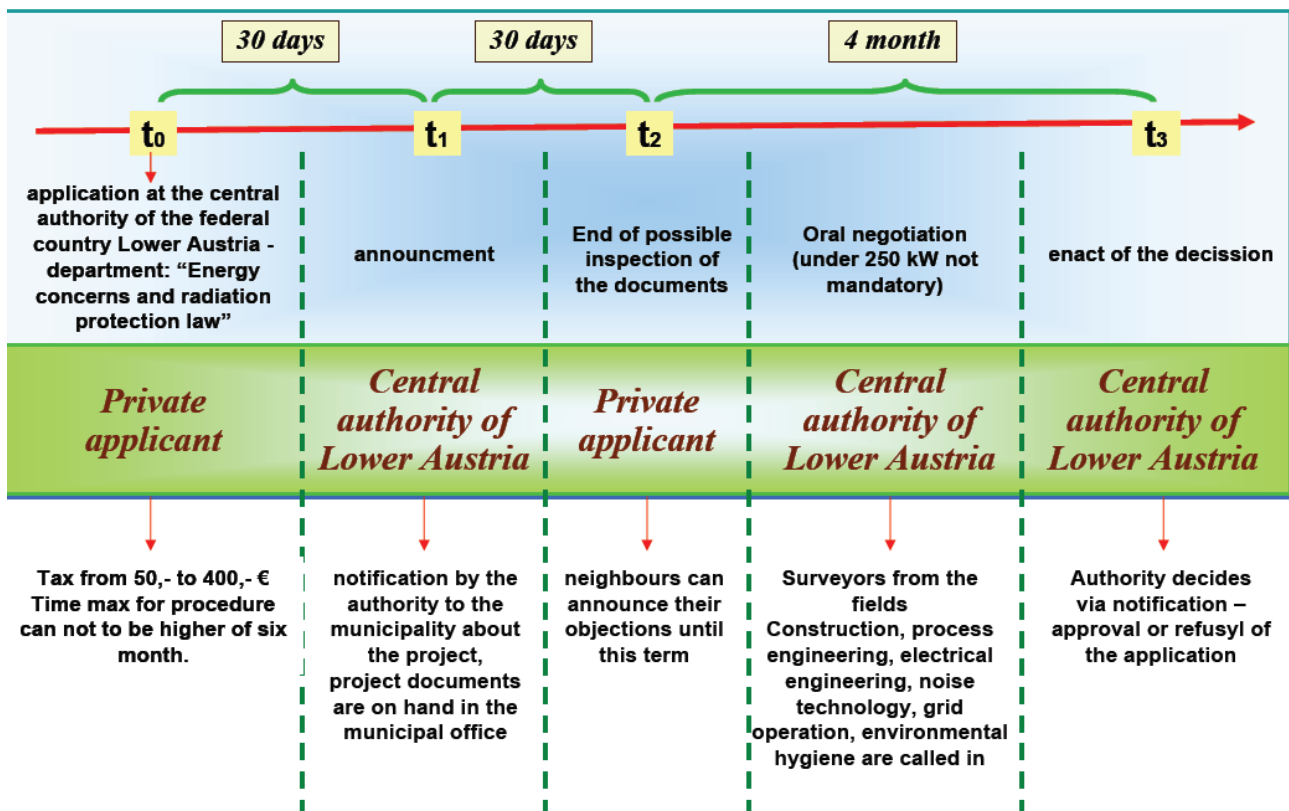 30 days
30 days
4 month
t0
t1
t2
t3
application at the central
authority of the federal
country Lower Austria -
department: “Energy
concerns and radiation
protection law”
announcment
End of possible
inspection of
the documents
Oral negotiation
(under 250 kW not
mandatory)
enact of the decission
Private
applicant
Central
authority of
Lower Austria
Private
applicant
Central
authority of
Lower Austria
Central
authority of
Lower Austria
Tax from 50,- to 400,- €
Time max for procedure
can not to be higher of six
month.
notification by the
authority to the
municipality about
the project,
project documents
are on hand in the
municipal office
neighbours can
announce their
objections until
this term
Surveyors from the
fields
Construction, process
engineering, electrical
engineering, noise
technology, grid
operation, environmental
hygiene are called in
Authority decides
via notification –
approval or refusyl of
the application